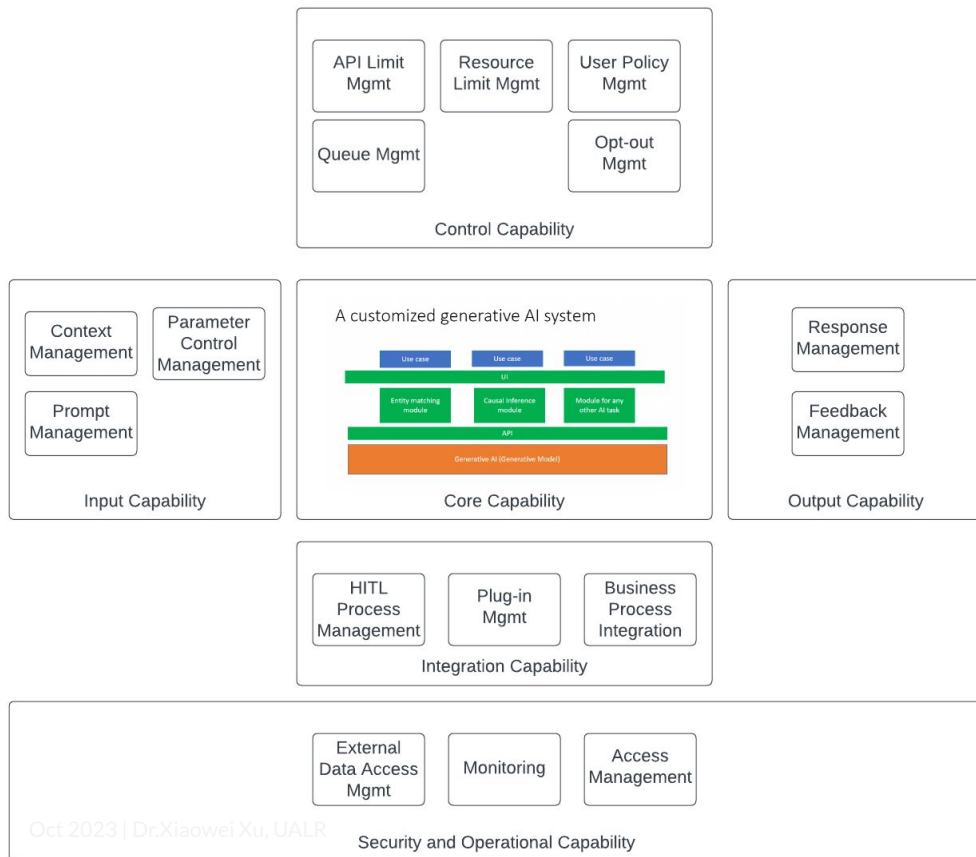 API Limit
Mgmt
Resource
Limit Mgmt
User Policy
Mgmt
Queue Mgmt
Opt-out
Mgmt
Control Capability
Context
Management
Parameter
Control
Management
Prompt
Management
Input Capability
A customized generative AI system
Use case
Use case
Use case
UI
Entity matching
module
Causal Inference
module
Module for any
other AI task
API
Generative AI (Generative Model)
Core Capability
Response
Management
Feedback
Management
Output Capability
HITL
Process
Management
Plug-in
Mgmt
Business
Process
Integration
Integration Capability
External
Data Access
Mgmt
Monitoring
Access
Management
Oct 2023 | Dr.Xiaowei Xu, UALR
Security and Operational Capability